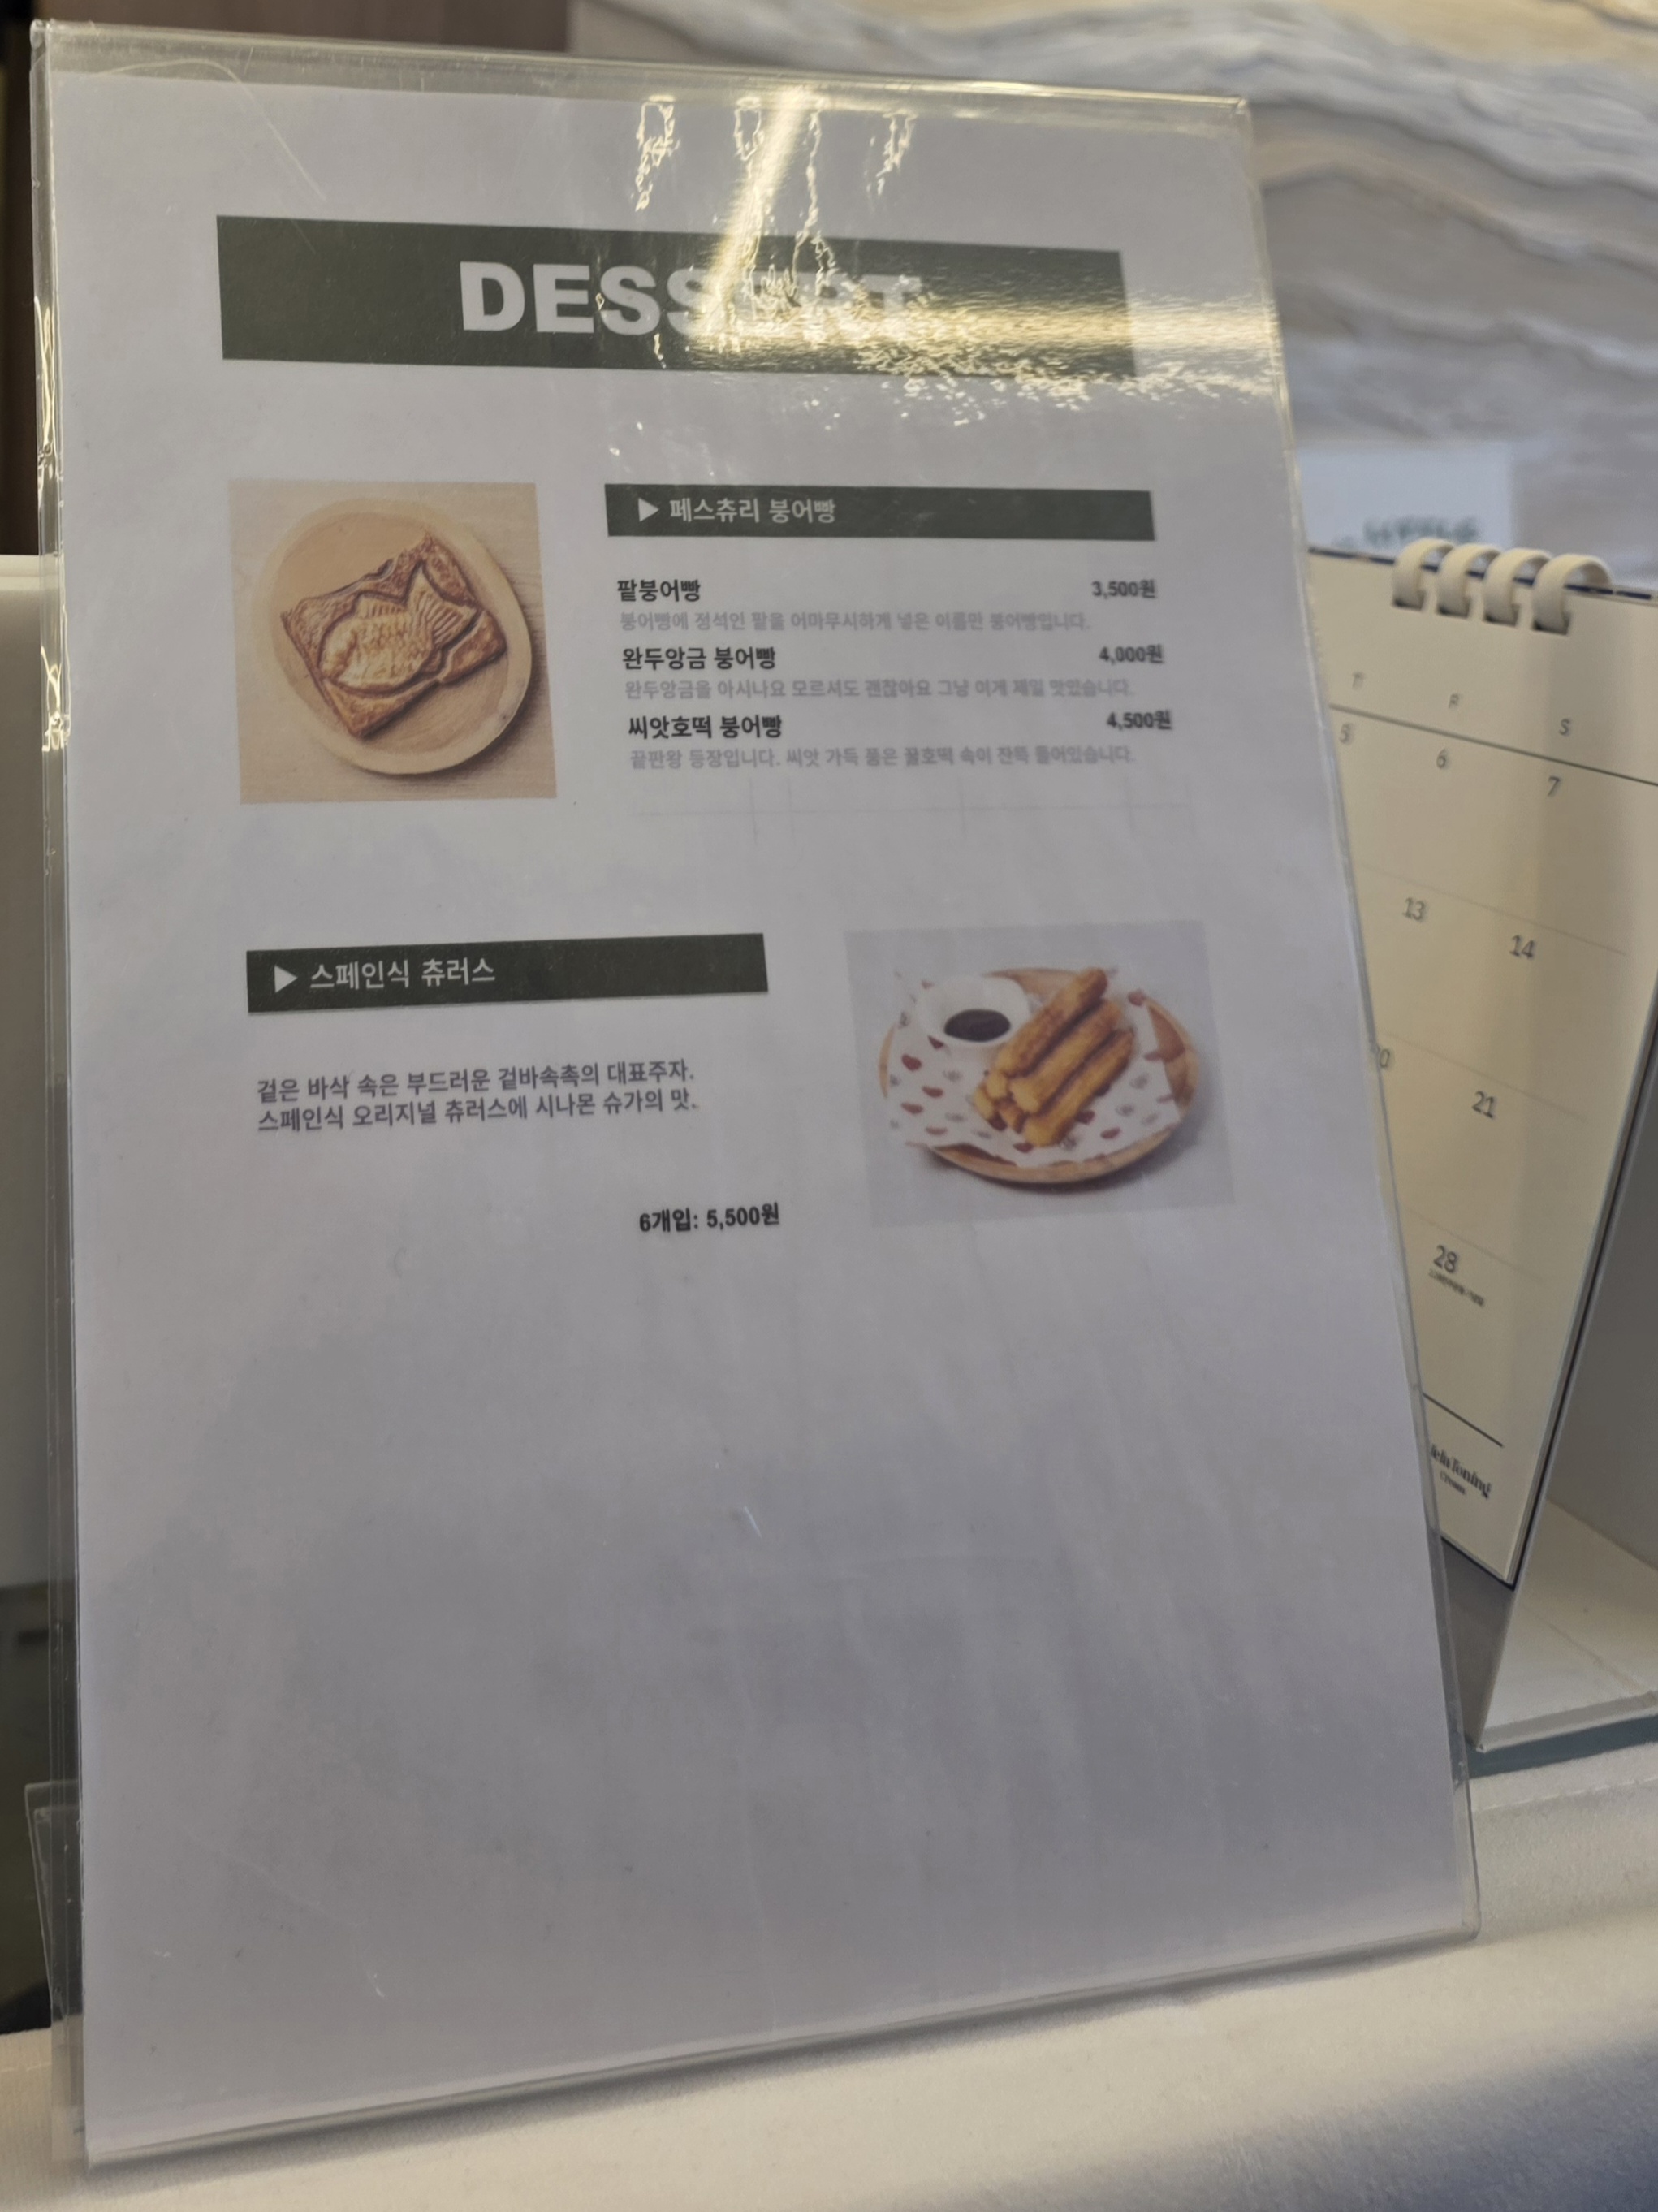 DESSERT
▶ 페스츄리 붕어빵
팥붕어빵 3,500원
붕어빵에 정석인 팥을 어마무시하게 넣은 이름만 붕어빵입니다.
완두앙금 붕어빵 4,000원
완두앙금을 아시나요 모르셔도 괜찮아요 그냥 이게 제일 맛있습니다.
씨앗호떡 붕어빵 4,500원
끝판왕 등장입니다. 씨앗 가득 품은 꿀호떡 속이 잔뜩 들어있습니다.
▶ 스페인식 츄러스
겉은 바삭 속은 부드러운 겉바속촉의 대표주자.
스페인식 오리지널 츄러스에 시나몬 슈가의 맛.
6개입: 5,500원
T F S
5 6 7
13 14
21
28
Toning